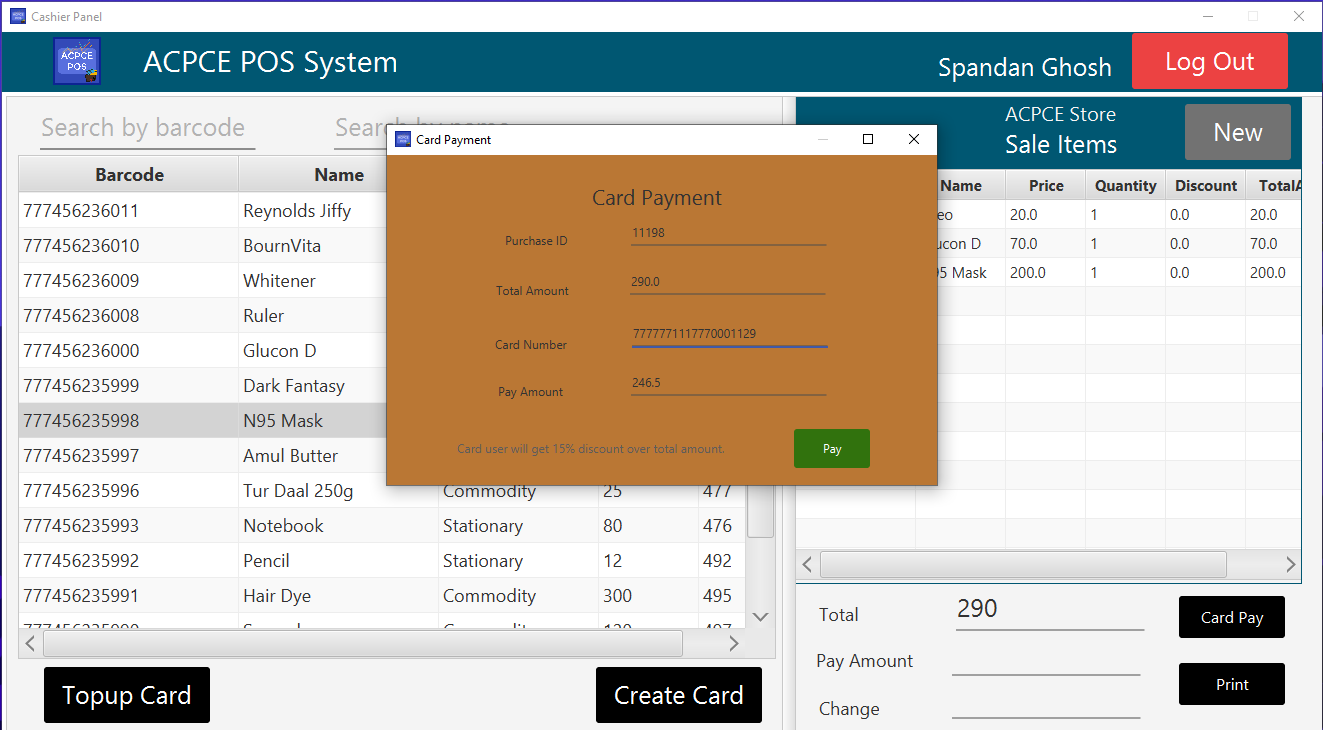 Cashier Panel
ACPCE POS
ACPCE POS System
Spandan Ghosh
Log Out
Search by barcode
Search by name
Barcode Name
777456236011 Reynolds Jiffy
777456236010 BournVita
777456236009 Whitener
777456236008 Ruler
777456236000 Glucon D
777456235999 Dark Fantasy
777456235998 N95 Mask
777456235997 Amul Butter
777456235996 Tur Daal 250g Commodity 25 477
777456235993 Notebook Stationary 80 476
777456235992 Pencil Stationary 12 492
777456235991 Hair Dye Commodity 300 495
Topup Card
Create Card
Card Payment
Card Payment
Purchase ID 11198
Total Amount 290.0
Card Number 7777771117770001129
Pay Amount 246.5
Card user will get 15% discount over total amount.
Pay
ACPCE Store
Sale Items
New
Name Price Quantity Discount TotalA
eo 20.0 1 0.0 20.0
ucon D 70.0 1 0.0 70.0
95 Mask 200.0 1 0.0 200.0
Total 290
Card Pay
Pay Amount
Print
Change